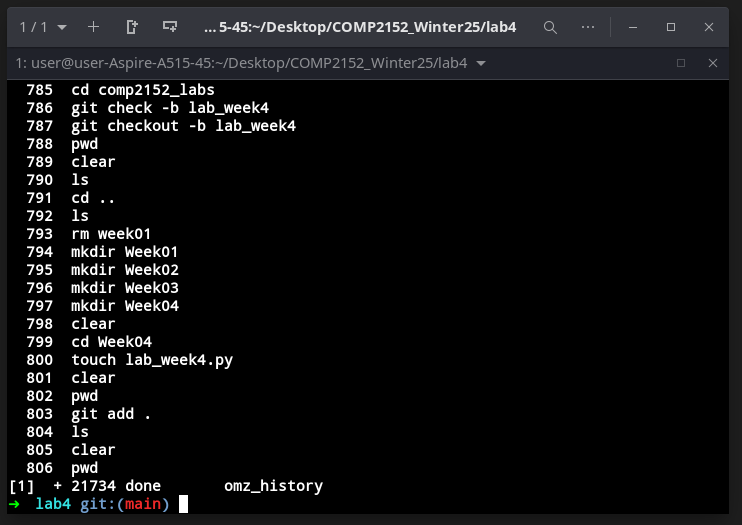 1 / 1 ... 5-45:~/Desktop/COMP2152_Winter25/lab4 ...
1: user@user-Aspire-A515-45:~/Desktop/COMP2152_Winter25/lab4
785 cd comp2152_labs
786 git check -b lab_week4
787 git checkout -b lab_week4
788 pwd
789 clear
790 ls
791 cd ..
792 ls
793 rm week01
794 mkdir Week01
795 mkdir Week02
796 mkdir Week03
797 mkdir Week04
798 clear
799 cd Week04
800 touch lab_week4.py
801 clear
802 pwd
803 git add .
804 ls
805 clear
806 pwd
[1] + 21734 done omz_history
➜ lab4 git:(main)